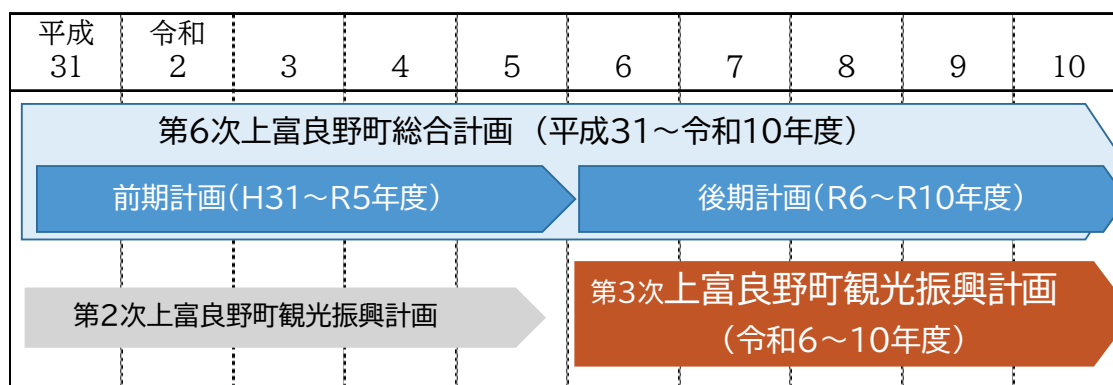 平成 令和
31 2 3 4 5 6 7 8 9 10
第6次上富良野町総合計画 (平成31～令和10年度)
前期計画(H31～R5年度) 後期計画(R6～R10年度)
第2次上富良野町観光振興計画
第3次上富良野町観光振興計画
(令和6～10年度)